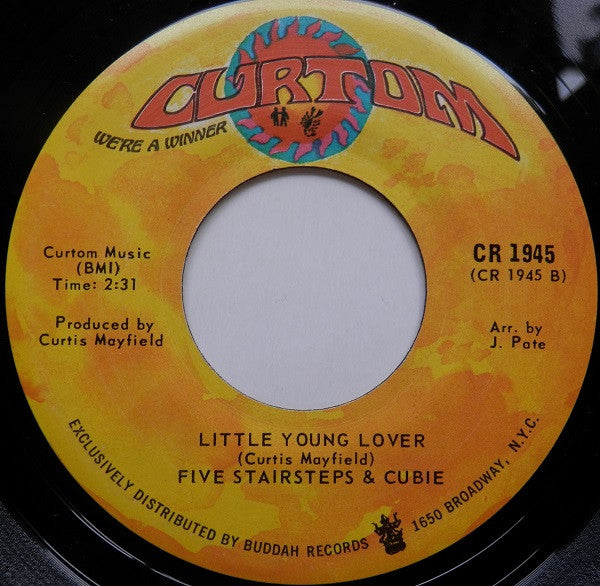 CURTOM
WE'RE A WINNER
Curtom Music
(BMI)
Time: 2:31
Produced by
Curtis Mayfield
CR 1945
(CR 1945 B)
Arr. by
J. Pate
LITTLE YOUNG LOVER
(Curtis Mayfield)
FIVE STAIRSTEPS & CUBIE
EXCLUSIVELY DISTRIBUTED BY BUDDAH RECORDS 1650 BROADWAY, N.Y.C.